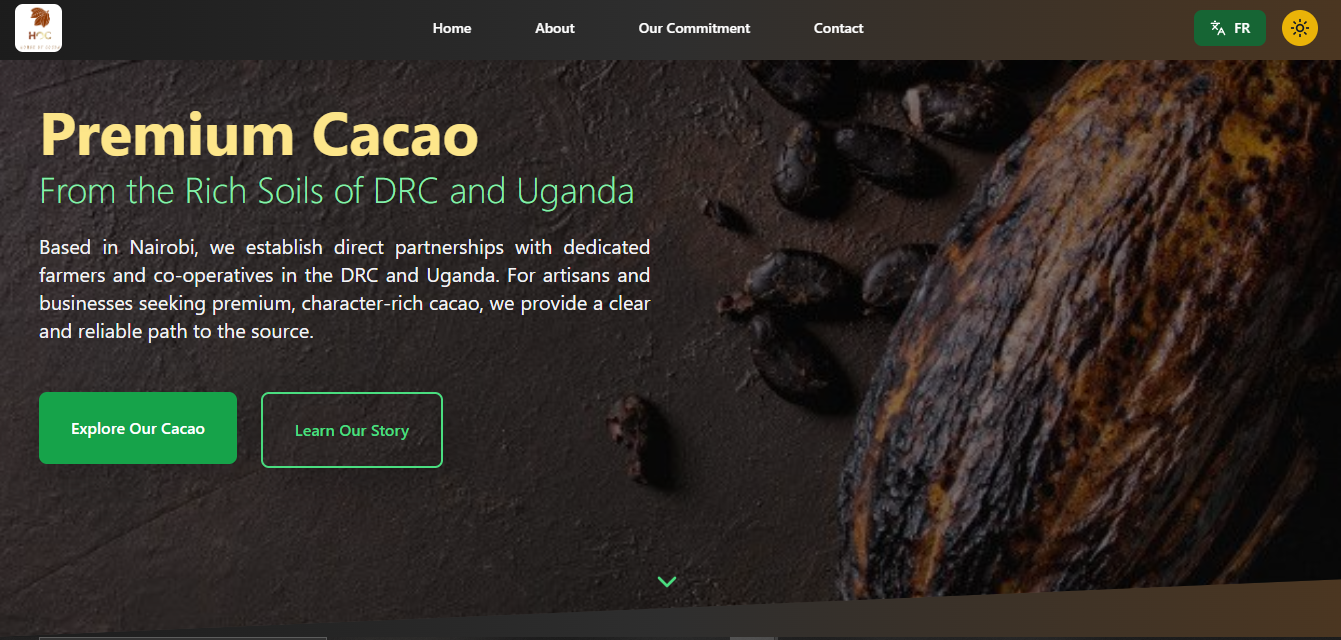 HOC
Home
About
Our Commitment
Contact
FR
Premium Cacao
From the Rich Soils of DRC and Uganda
Based in Nairobi, we establish direct partnerships with dedicated
farmers and co-operatives in the DRC and Uganda. For artisans and
businesses seeking premium, character-rich cacao, we provide a clear
and reliable path to the source.
Explore Our Cacao
Learn Our Story